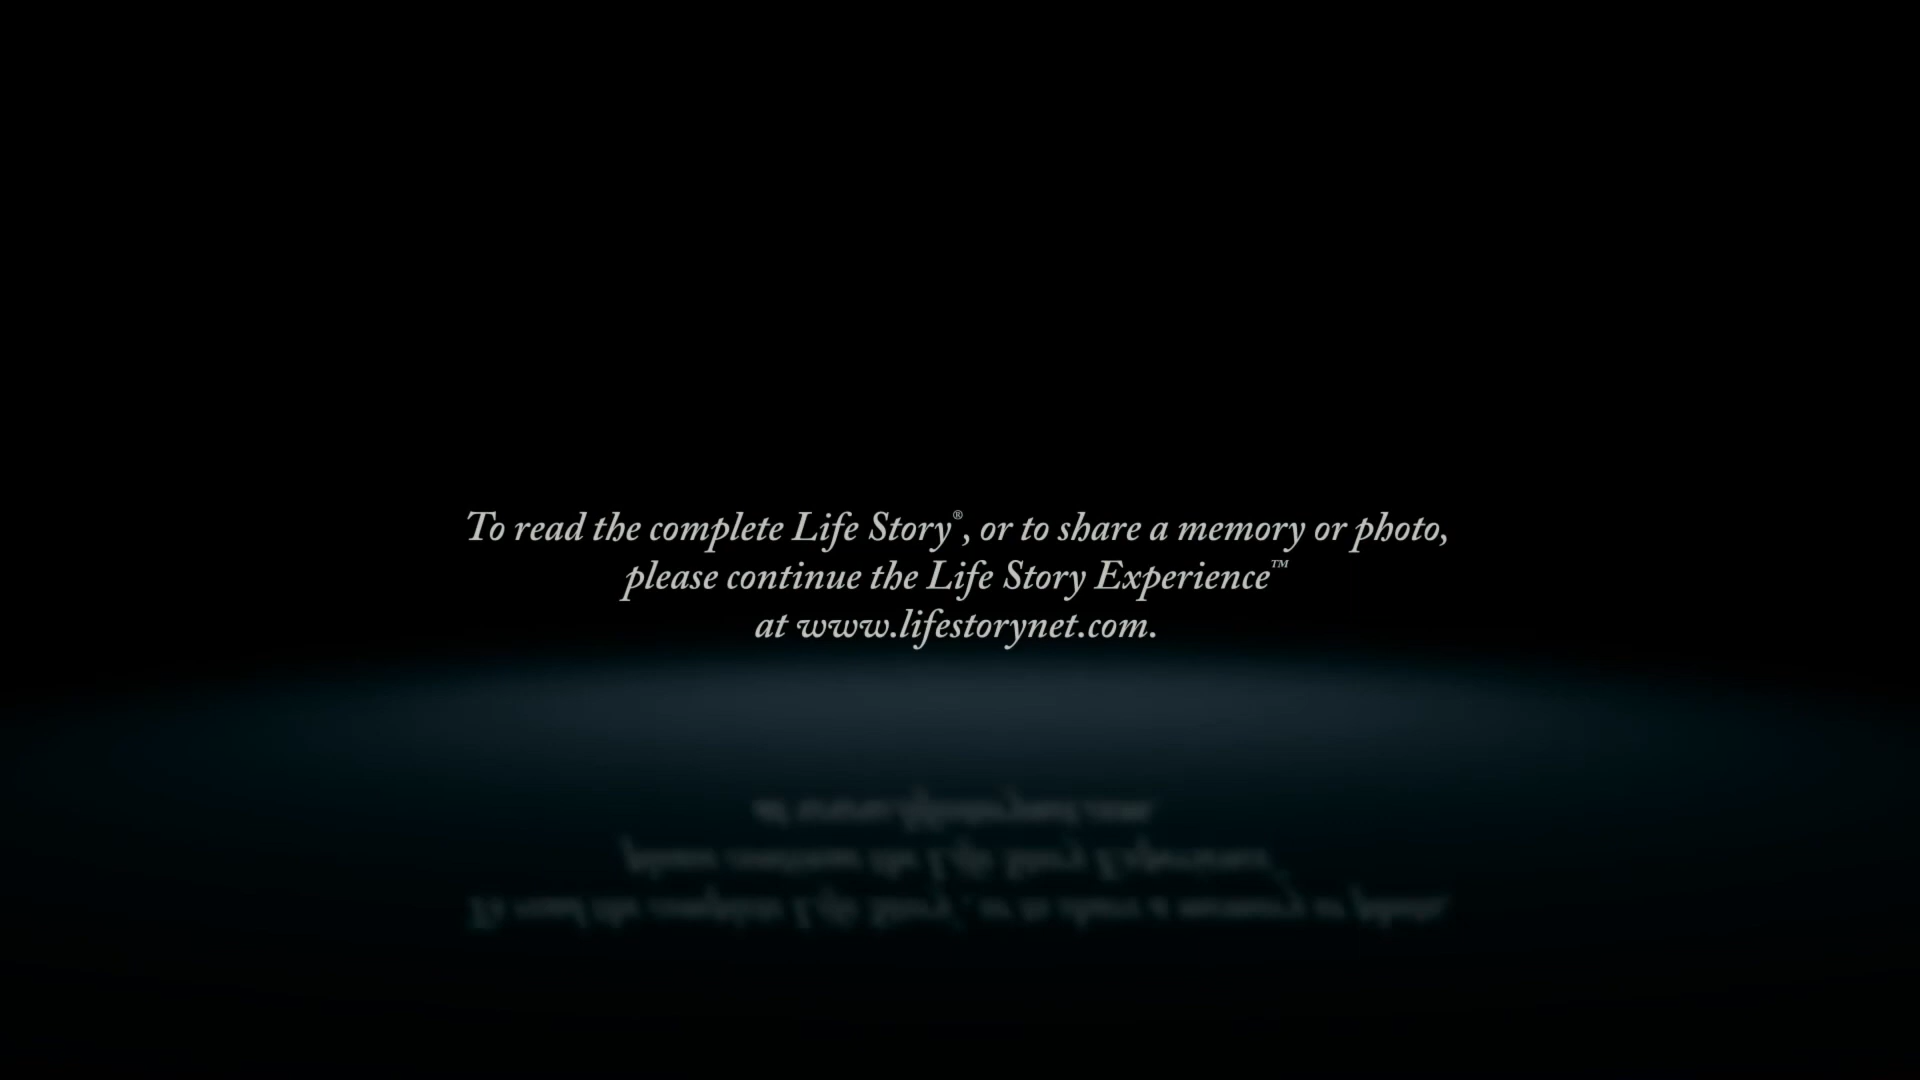 To read the complete Life Story®, or to share a memory or photo,
please continue the Life Story Experience™
at www.lifestorynet.com.